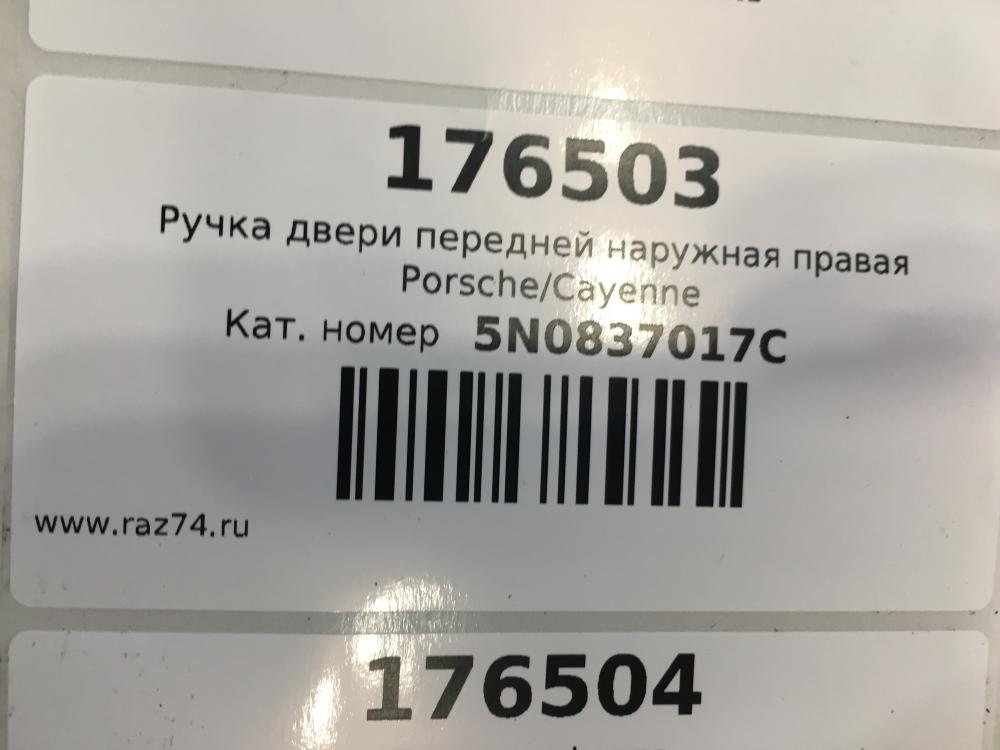 176503
Ручка двери передней наружная правая
Porsche/Cayenne
Кат. номер 5N0837017C
www.raz74.ru
176504